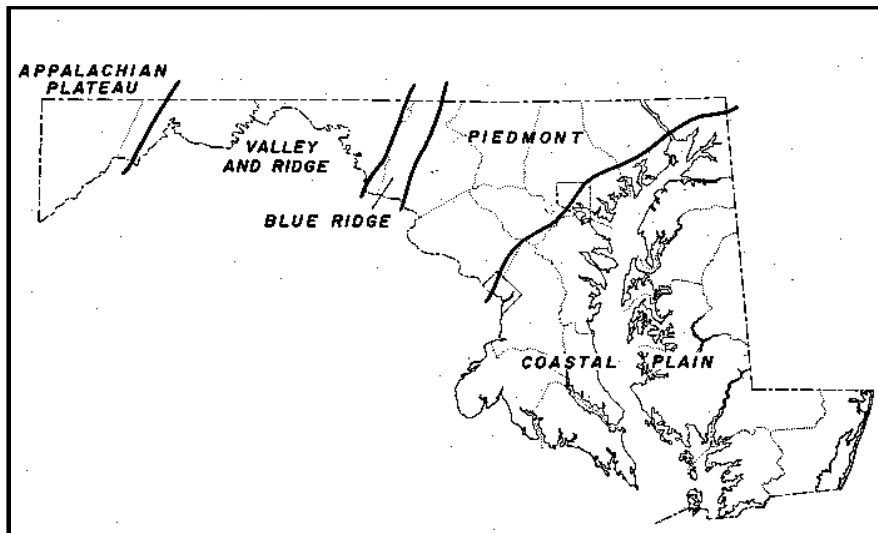 APPALACHIAN
PLATEAU
VALLEY
AND RIDGE
BLUE RIDGE
PIEDMONT
COASTAL PLAIN